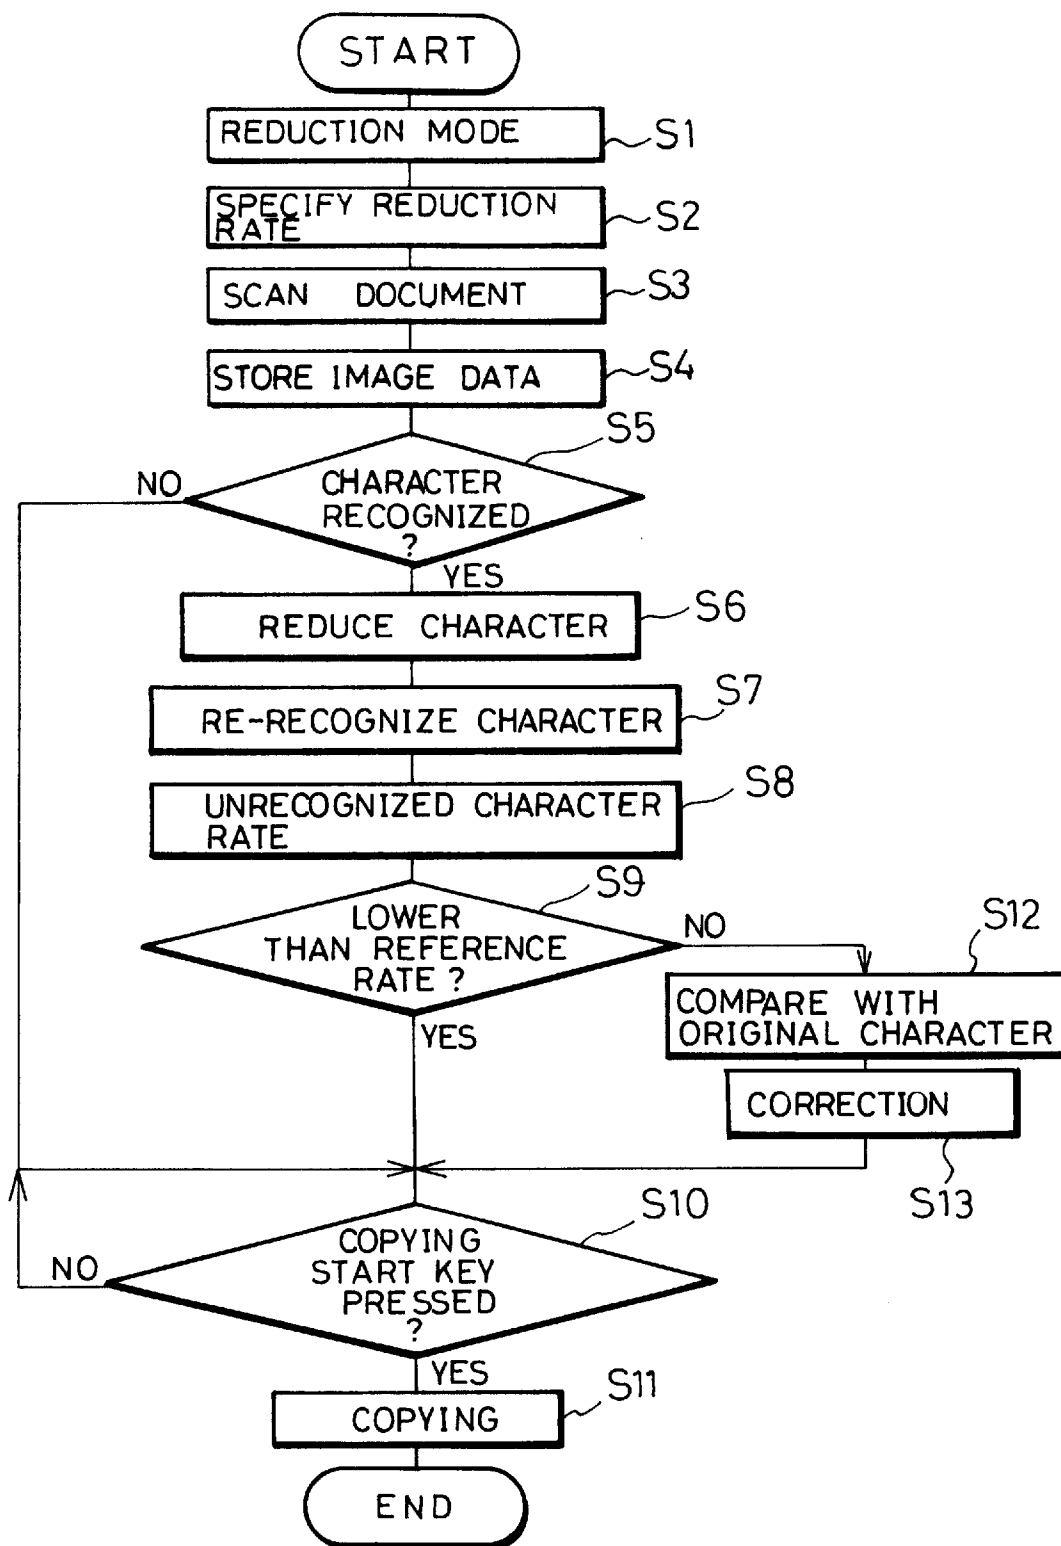 START
REDUCTION MODE
S1
SPECIFY REDUCTION
RATE
S2
SCAN DOCUMENT
S3
STORE IMAGE DATA
S4
S5
NO
CHARACTER
RECOGNIZED
?
YES
REDUCE CHARACTER
S6
RE-RECOGNIZE CHARACTER
S7
UNRECOGNIZED CHARACTER
RATE
S8
S9
LOWER
THAN REFERENCE
RATE ?
NO
YES
S12
COMPARE WITH
ORIGINAL CHARACTER
CORRECTION
S13
S10
COPYING
START KEY
PRESSED
?
NO
YES
COPYING
S11
END